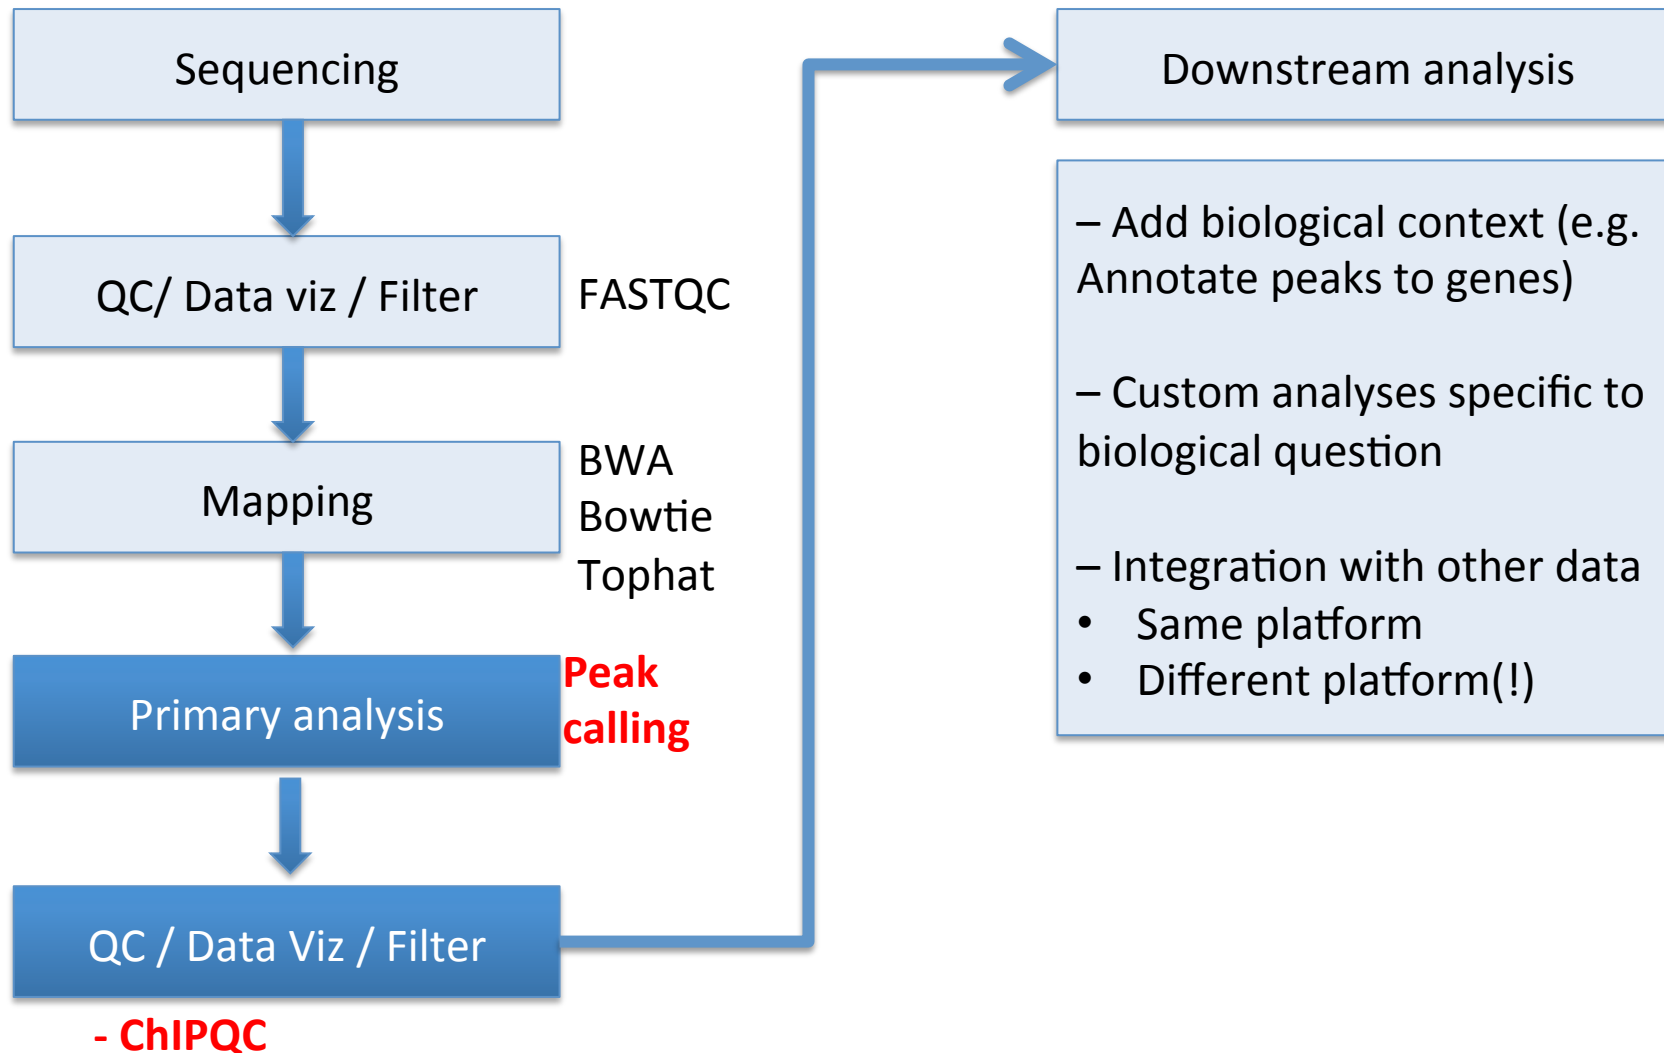 Sequencing
QC/ Data viz / Filter
FASTQC
Mapping
BWA
Bowtie
Tophat
Primary analysis
Peak
calling
QC / Data Viz / Filter
- ChIPQC
Downstream analysis
– Add biological context (e.g.
Annotate peaks to genes)
– Custom analyses specific to
biological question
– Integration with other data
• Same platform
• Different platform(!)